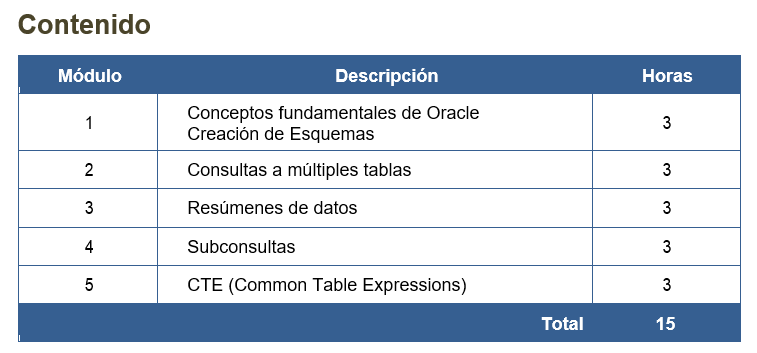 Contenido
Módulo Descripción Horas
1 Conceptos fundamentales de Oracle 3
Creación de Esquemas
2 Consultas a múltiples tablas 3
3 Resúmenes de datos 3
4 Subconsultas 3
5 CTE (Common Table Expressions) 3
Total 15